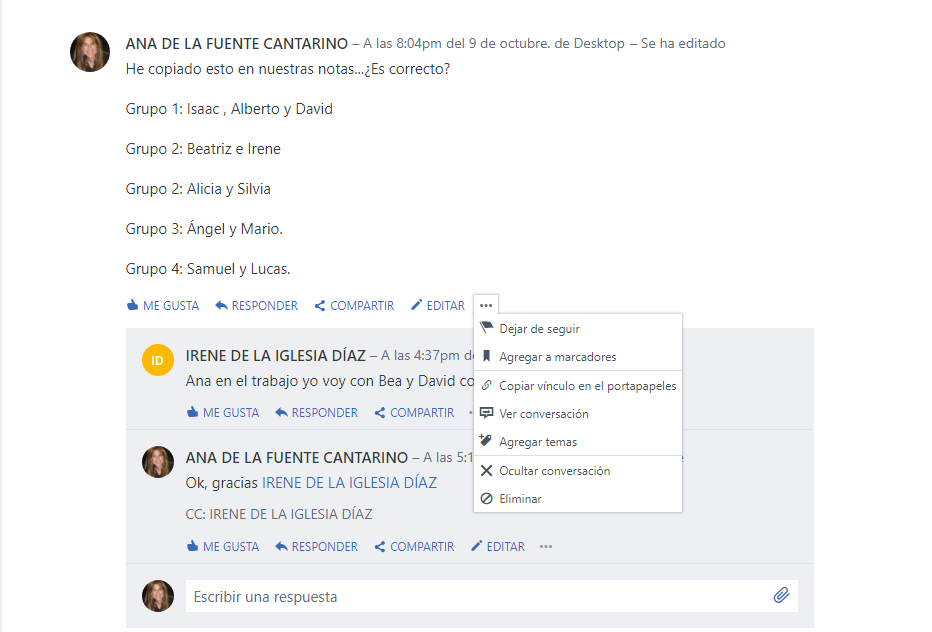 ANA DE LA FUENTE CANTARINO – A las 8:04pm del 9 de octubre. de Desktop – Se ha editado
He copiado esto en nuestras notas...¿Es correcto?
Grupo 1: Isaac , Alberto y David
Grupo 2: Beatriz e Irene
Grupo 2: Alicia y Silvia
Grupo 3: Ángel y Mario.
Grupo 4: Samuel y Lucas.
ME GUSTA RESPONDER COMPARTIR EDITAR •••
Dejar de seguir
Agregar a marcadores
Copiar vínculo en el portapapeles
Ver conversación
Agregar temas
Ocultar conversación
Eliminar
ID
IRENE DE LA IGLESIA DÍAZ – A las 4:37pm
Ana en el trabajo yo voy con Bea y David
ME GUSTA RESPONDER COMPARTIR
ANA DE LA FUENTE CANTARINO – A las
Ok, gracias IRENE DE LA IGLESIA DÍAZ
CC: IRENE DE LA IGLESIA DÍAZ
ME GUSTA RESPONDER COMPARTIR EDITAR •••
Escribir una respuesta